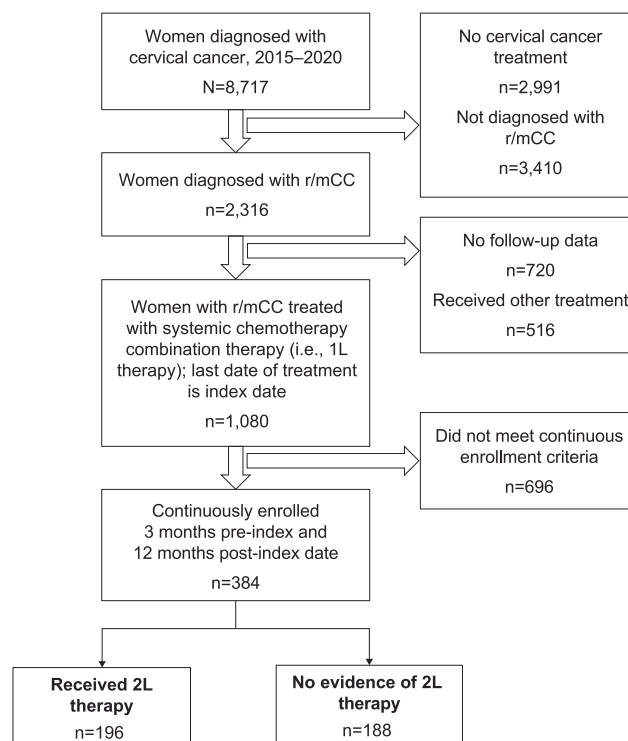 Women diagnosed with
cervical cancer, 2015–2020
N=8,717
No cervical cancer
treatment
n=2,991
Not diagnosed with
r/mCC
n=3,410
Women diagnosed with r/mCC
n=2,316
No follow-up data
n=720
Received other treatment
n=516
Women with r/mCC treated
with systemic chemotherapy
combination therapy (i.e., 1L
therapy); last date of treatment
is index date
n=1,080
Did not meet continuous
enrollment criteria
n=696
Continuously enrolled
3 months pre-index and
12 months post-index date
n=384
Received 2L
therapy
n=196
No evidence of 2L
therapy
n=188